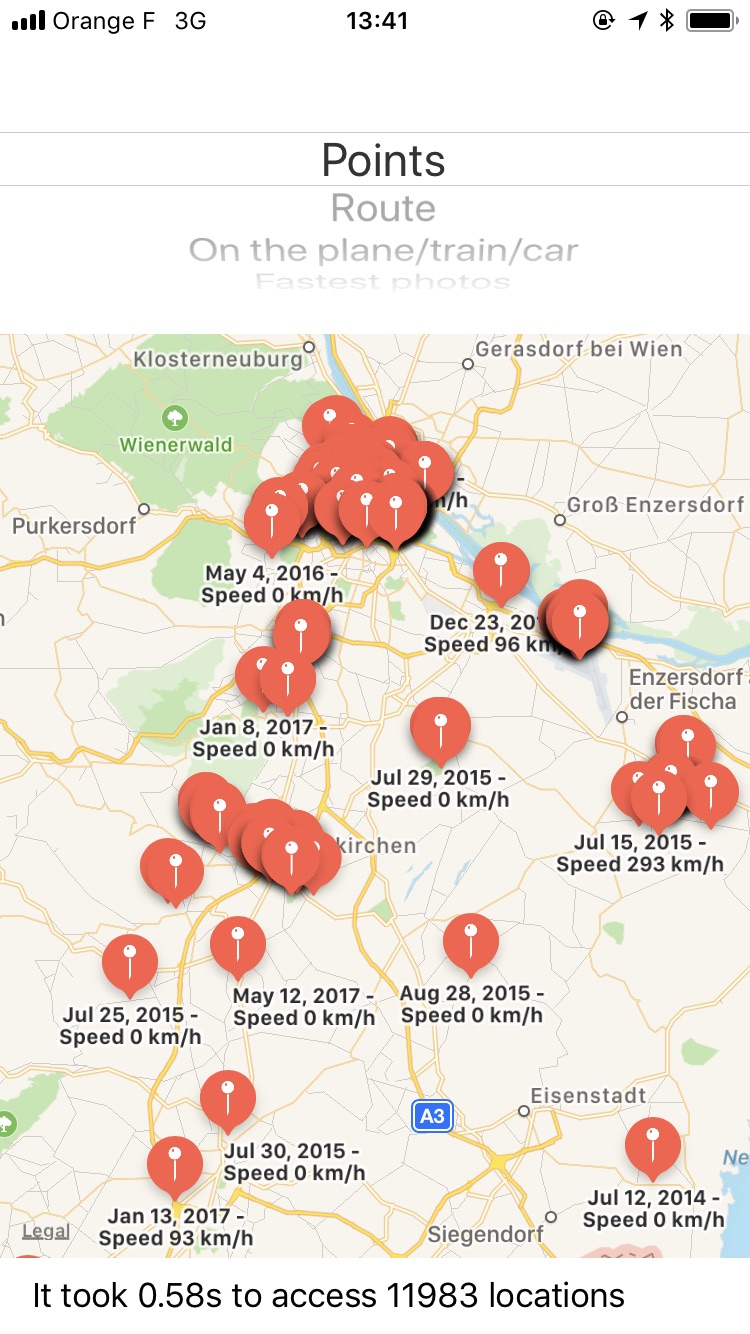 Orange F 3G 13:41
Points
Route
On the plane/train/car
Fastest photos
Klosterneuburg
Gerasdorf bei Wien
Wienerwald
Purkersdorf
Groß Enzersdorf
May 4, 2016 -
Speed 0 km/h
Dec 23, 20
Speed 96 km/
Enzersdorf
der Fischa
Jan 8, 2017 -
Speed 0 km/h
Jul 29, 2015 -
Speed 0 km/h
Jul 15, 2015 -
Speed 293 km/h
kirchen
May 12, 2017 -
Speed 0 km/h
Aug 28, 2015 -
Speed 0 km/h
Jul 25, 2015 -
Speed 0 km/h
A3
Eisenstadt
Jul 30, 2015 -
Speed 0 km/h
Ne
Jul 12, 2014 -
Speed 0 km/h
Jan 13, 2017 -
Speed 93 km/h
Legal
Siegendorf
It took 0.58s to access 11983 locations